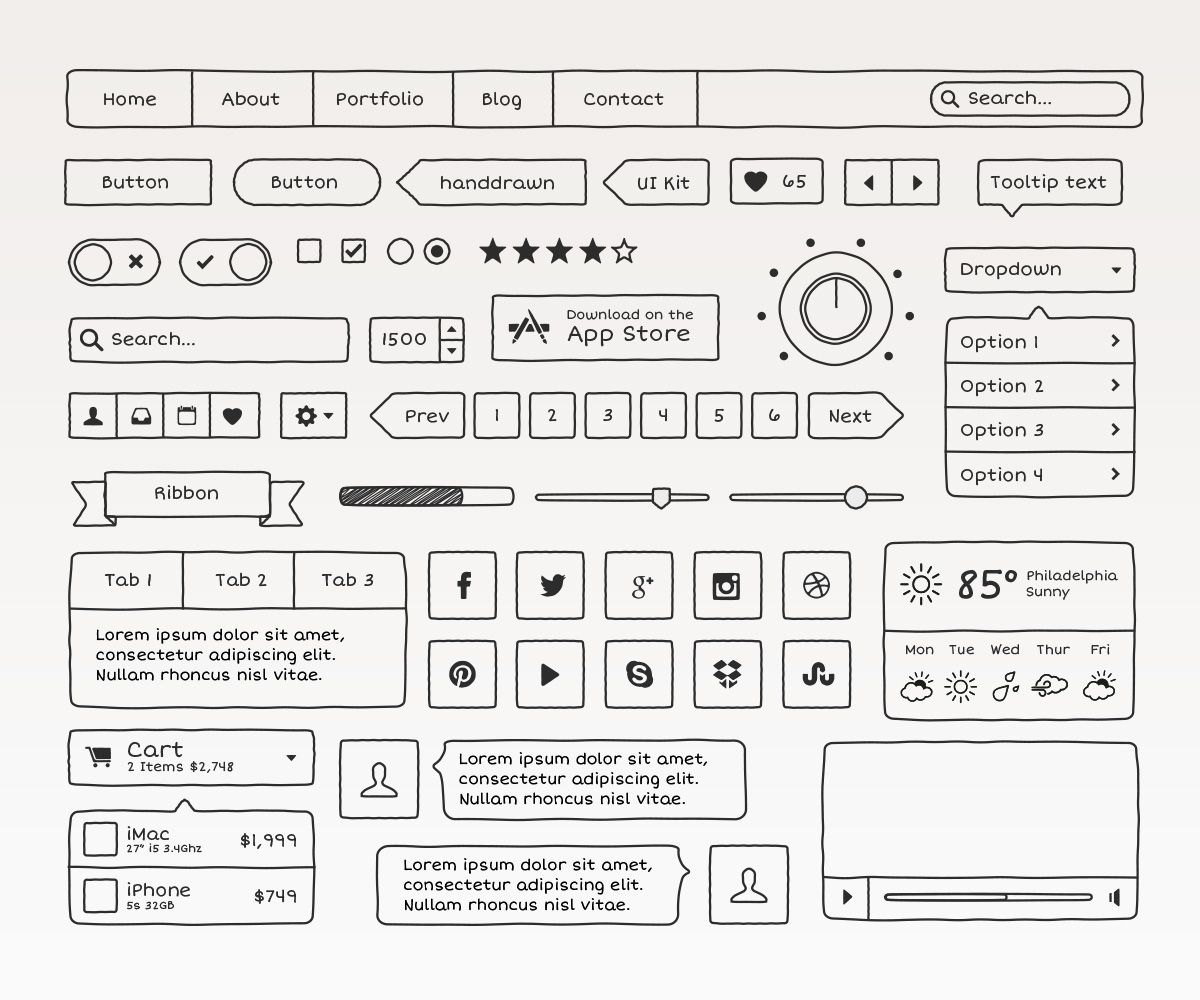 Home About Portfolio Blog Contact Search...
Button Button handdrawn UI Kit 65 Tooltip text
Dropdown
Download on the
App Store
Search... 1500
Option 1
Option 2
Option 3
Option 4
Prev 1 2 3 4 5 6 Next
Ribbon
Tab 1 Tab 2 Tab 3
Lorem ipsum dolor sit amet,
consectetur adipiscing elit.
Nullam rhoncus nisl vitae.
f g+
85° Philadelphia
Sunny
Mon Tue Wed Thur Fri
Cart
2 Items $2,748
iMac
27" i5 3.4Ghz
$1,999
iPhone
5s 32GB
$749
Lorem ipsum dolor sit amet,
consectetur adipiscing elit.
Nullam rhoncus nisl vitae.
Lorem ipsum dolor sit amet,
consectetur adipiscing elit.
Nullam rhoncus nisl vitae.